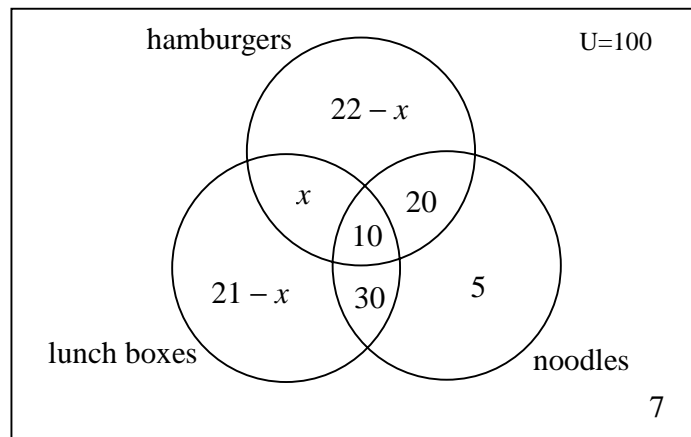 hamburgers
U=100
22 − x
x
20
10
21 − x
30
5
lunch boxes
noodles
7